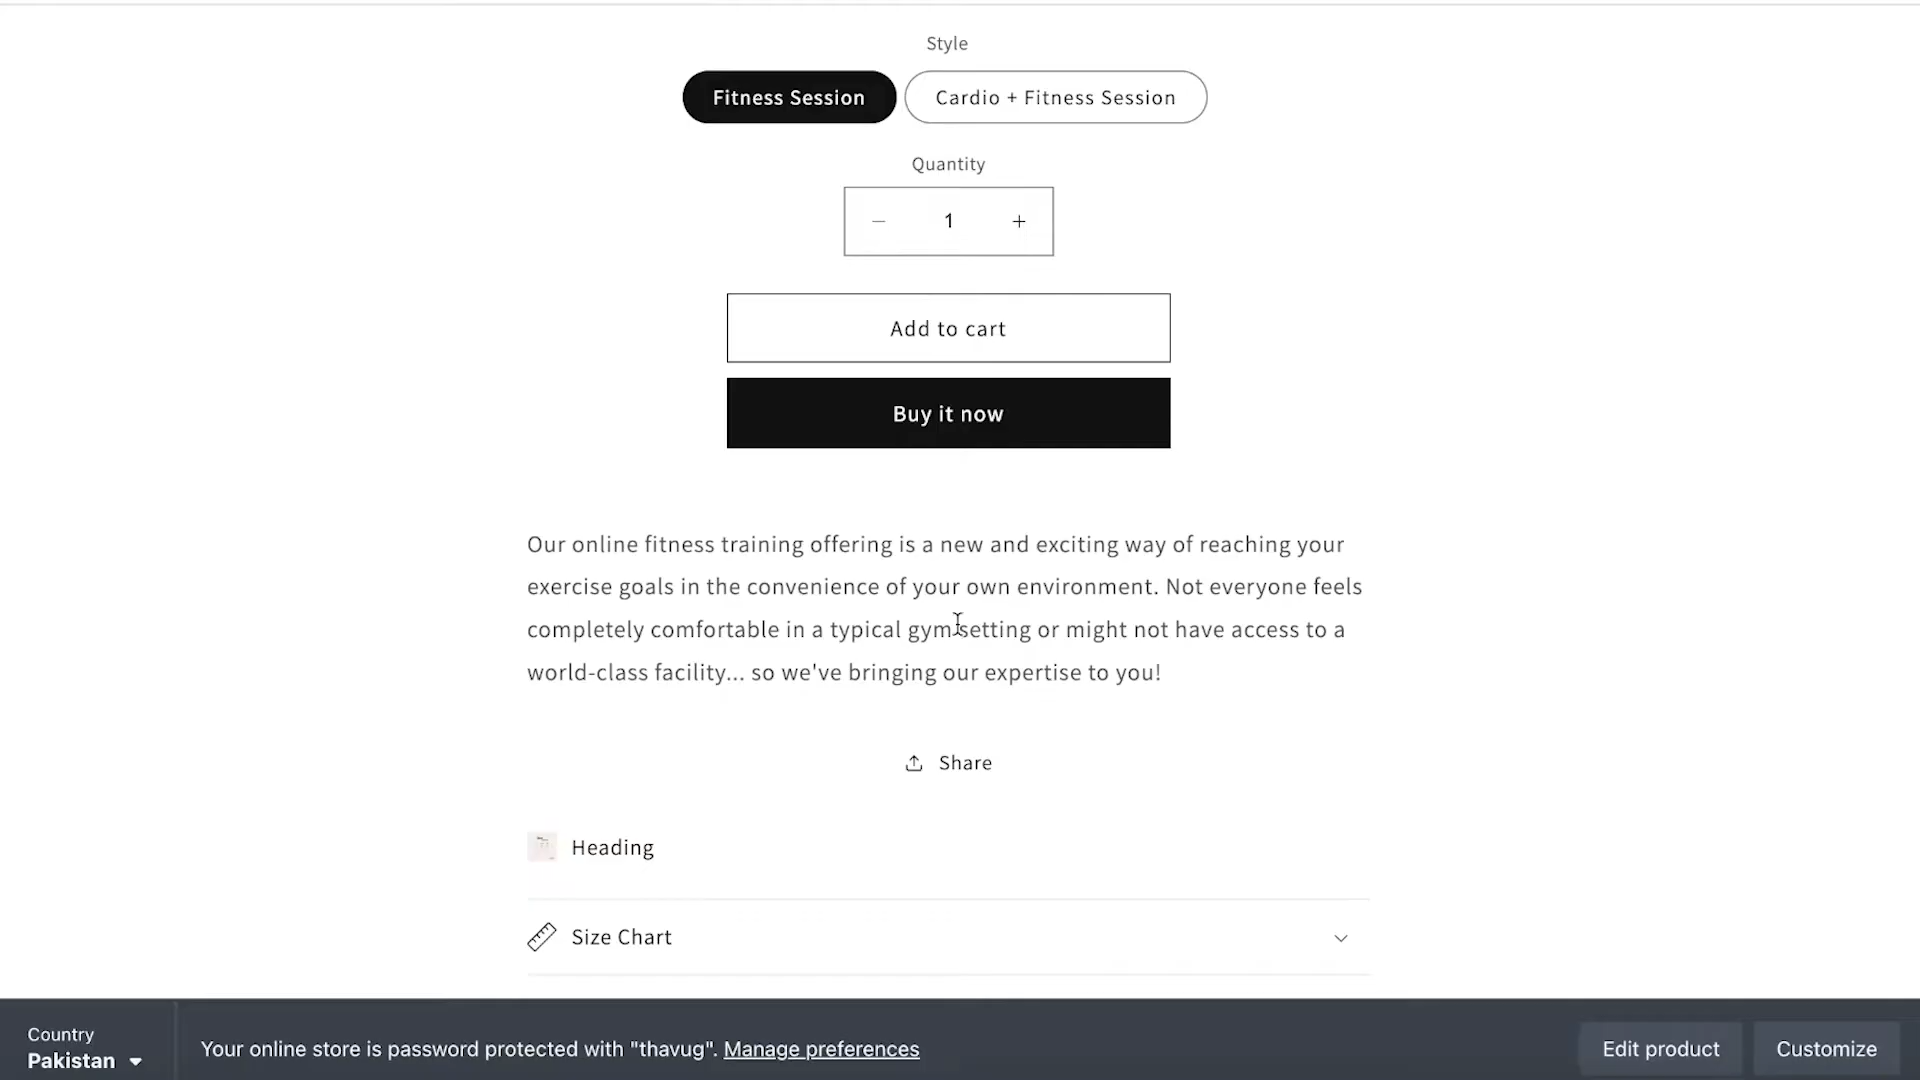 Style
Fitness Session
Cardio + Fitness Session
Quantity
− 1 +
Add to cart
Buy it now
Our online fitness training offering is a new and exciting way of reaching your
exercise goals in the convenience of your own environment. Not everyone feels
completely comfortable in a typical gym setting or might not have access to a
world-class facility... so we've bringing our expertise to you!
Share
Heading
Size Chart
Country
Pakistan
Your online store is password protected with "thavug". Manage preferences
Edit product
Customize